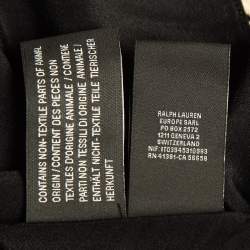 CONTAINS NON-TEXTILE PARTS OF ANIMAL
ORIGIN / CONTIENT DES PIECES NON
TEXTILES D'ORIGINE ANIMALE / CONTIENE
PARTI NON TESSILI DI ORIGINE ANIMALE /
ENTHÄLT NICHT-TEXTILE TEILE TIERISCHER
HERKUNFT
RALPH LAUREN
EUROPE SARL
PO BOX 2572
1211 GENEVA 2
SWITZERLAND
RN 41381-CA 56658